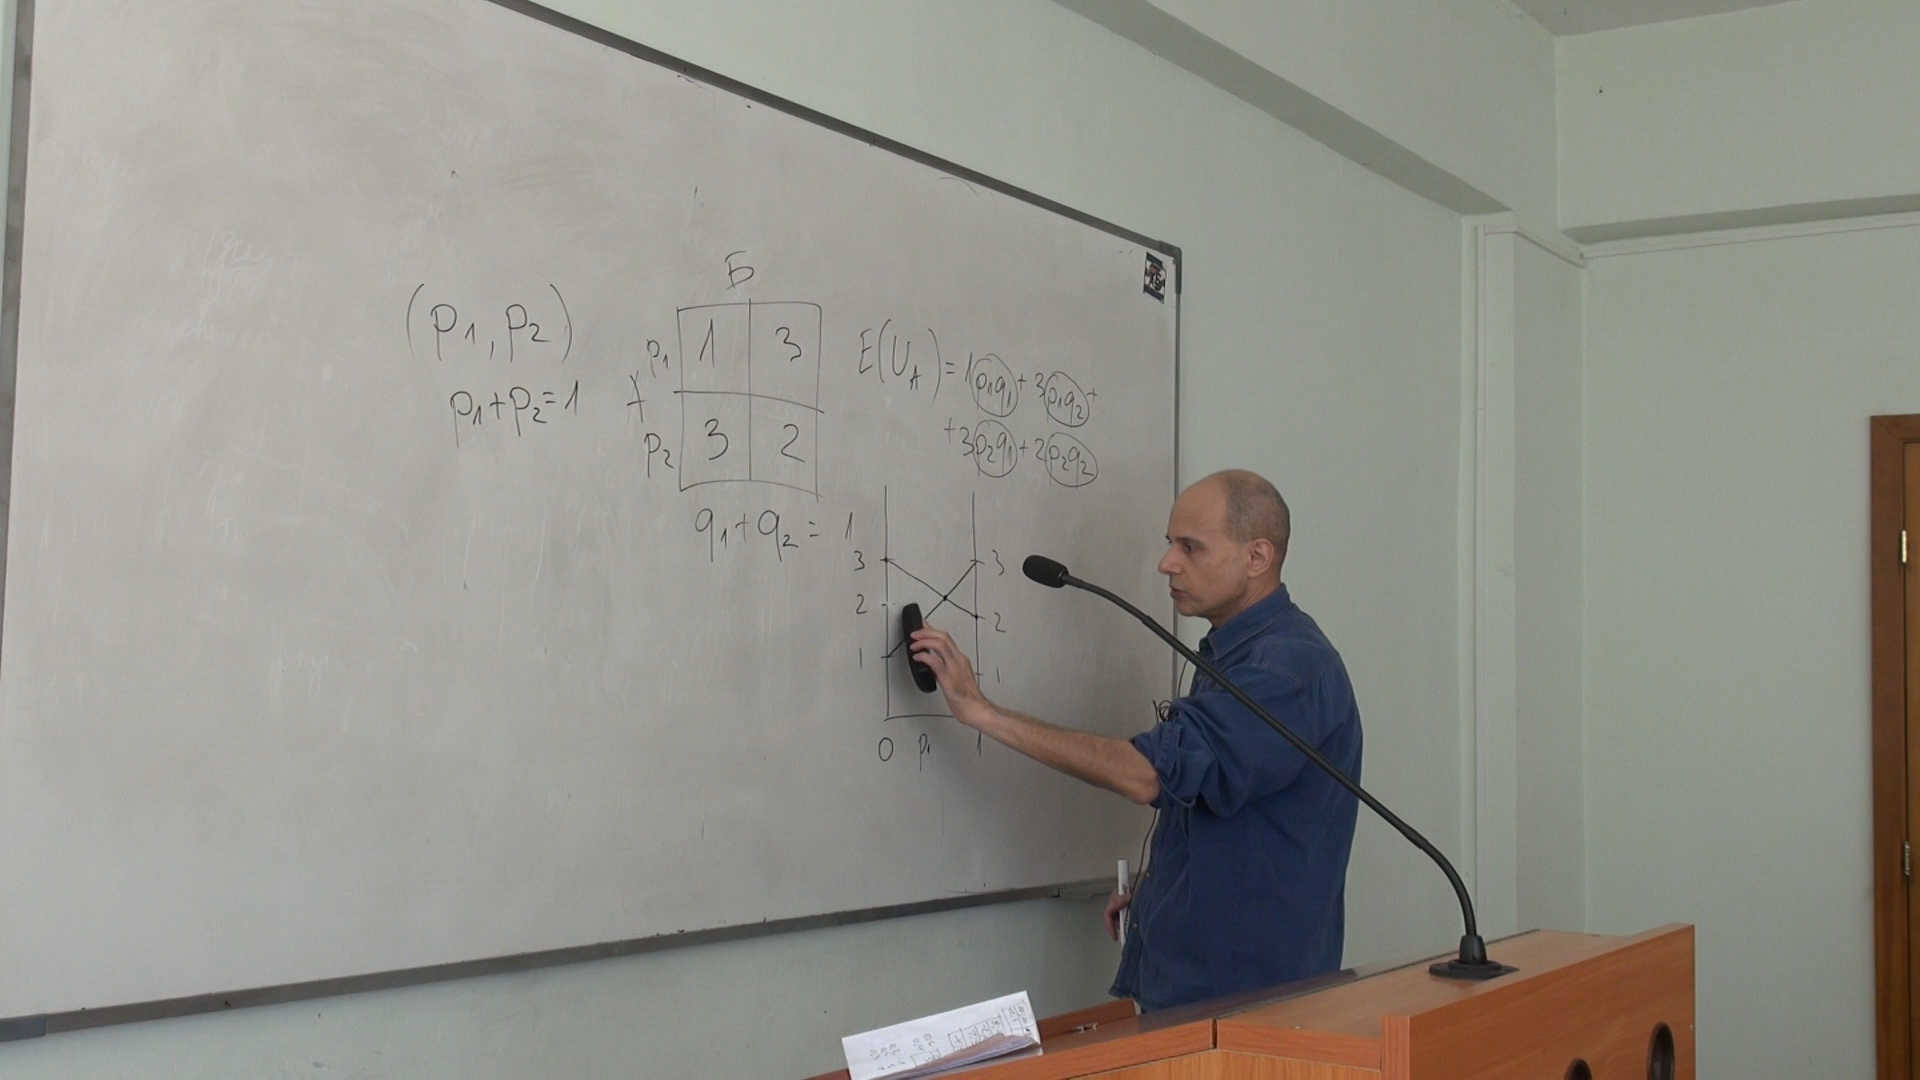 (p₁, p₂)
p₁+p₂=1
Б
p₁ 1 3
p₂ 3 2
q₁+q₂=1
E(U_A)=1p₁q₁+3p₁q₂+
+3p₂q₁+2p₂q₂
3 3
2 2
1 1
0 p₁ 1